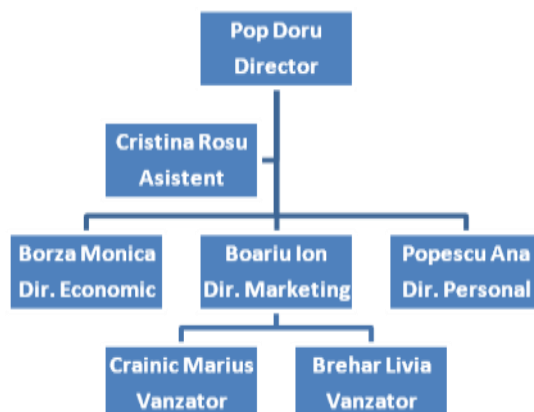 Pop Doru
Director
Cristina Rosu
Asistent
Borza Monica
Dir. Economic
Boariu Ion
Dir. Marketing
Popescu Ana
Dir. Personal
Crainic Marius
Vanzator
Brehar Livia
Vanzator